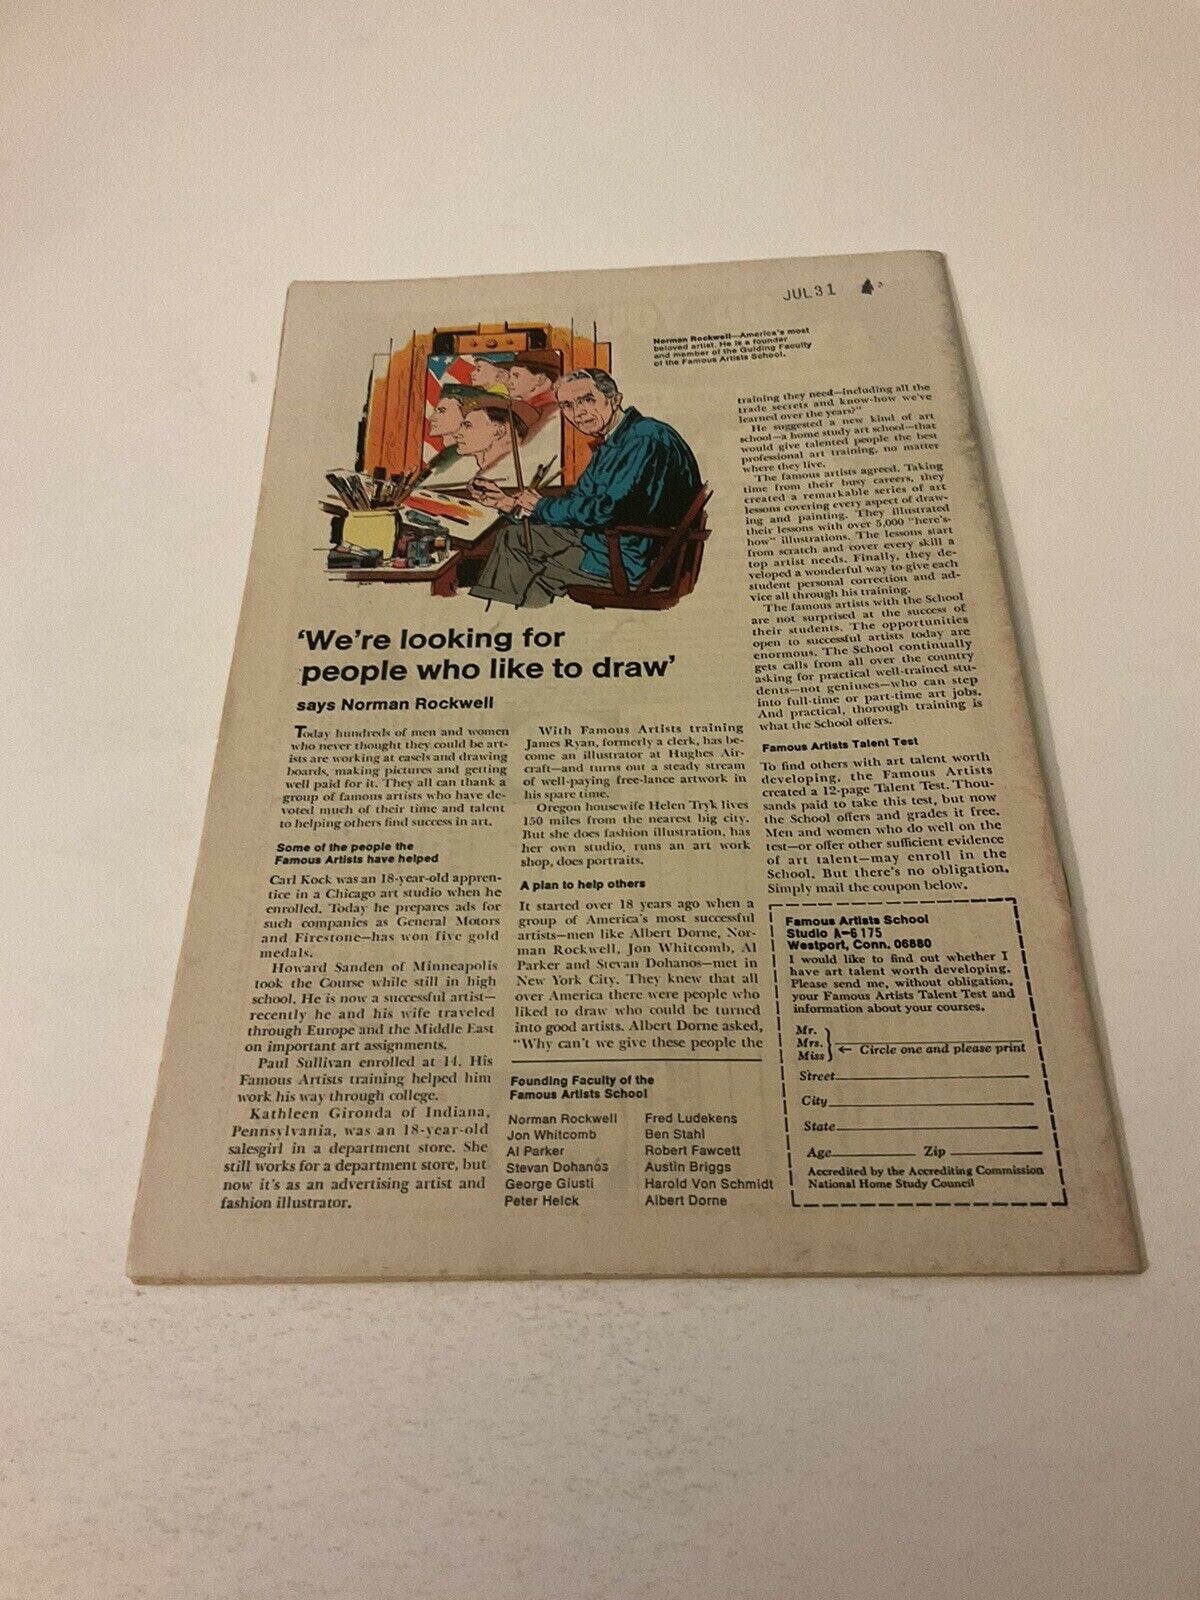 JUL31
Norman Rockwell—America's most
beloved artist. He is a founder
and member of the Guiding Faculty
of the Famous Artists School.
'We're looking for
people who like to draw'
says Norman Rockwell
Today hundreds of men and women
who never thought they could be art-
ists are working at easels and drawing
boards, making pictures and getting
well paid for it. They all can thank a
group of famous artists who have de-
voted much of their time and talent
to helping others find success in art.
Some of the people the
Famous Artists have helped
Carl Kock was an 18-year-old appren-
tice in a Chicago art studio when he
enrolled. Today he prepares ads for
such companies as General Motors
and Firestone—has won five gold
medals.
Howard Sanden of Minneapolis
took the Course while still in high
school. He is now a successful artist—
recently he and his wife traveled
through Europe and the Middle East
on important art assignments.
Paul Sullivan enrolled at 14. His
Famous Artists training helped him
work his way through college.
Kathleen Gironda of Indiana,
Pennsylvania, was an 18-year-old
salesgirl in a department store. She
still works for a department store, but
now it's as an advertising artist and
fashion illustrator.
With Famous Artists training
James Ryan, formerly a clerk, has be-
come an illustrator at Hughes Air-
craft—and turns out a steady stream
of well-paying free-lance artwork in
his spare time.
Oregon housewife Helen Tryk lives
150 miles from the nearest big city.
But she does fashion illustration, has
her own studio, runs an art work
shop, does portraits.
A plan to help others
It started over 18 years ago when a
group of America's most successful
artists—men like Albert Dorne, Nor-
man Rockwell, Jon Whitcomb, Al
Parker and Stevan Dohanos—met in
New York City. They knew that all
over America there were people who
liked to draw who could be turned
into good artists. Albert Dorne asked,
"Why can't we give these people the
training they need—including all the
trade secrets and know-how we've
learned over the years?"
He suggested a new kind of art
school—a home study art school—that
would give talented people the best
professional art training, no matter
where they live.
The famous artists agreed. Taking
time from their busy careers, they
created a remarkable series of art
lessons covering every aspect of draw-
ing and painting. They illustrated
their lessons with over 5,000 "here's-
how" illustrations. The lessons start
from scratch and cover every skill a
top artist needs. Finally, they de-
veloped a wonderful way to give each
student personal correction and ad-
vice all through his training.
The famous artists with the School
are not surprised at the success of
their students. The opportunities
open to successful artists today are
enormous. The School continually
gets calls from all over the country
asking for practical well-trained stu-
dents—not geniuses—who can step
into full-time or part-time art jobs.
And practical, thorough training is
what the School offers.
Famous Artists Talent Test
To find others with art talent worth
developing, the Famous Artists
created a 12-page Talent Test. Thou-
sands paid to take this test, but now
the School offers and grades it free.
Men and women who do well on the
test—or offer other sufficient evidence
of art talent—may enroll in the
School. But there's no obligation.
Simply mail the coupon below.
Founding Faculty of the
Famous Artists School
Norman Rockwell
Jon Whitcomb
Al Parker
Stevan Dohanos
George Giusti
Peter Helck
Fred Ludekens
Ben Stahl
Robert Fawcett
Austin Briggs
Harold Von Schmidt
Albert Dorne
Famous Artists School
Studio A-6175
Westport, Conn. 06880
I would like to find out whether I
have art talent worth developing.
Please send me, without obligation,
your Famous Artists Talent Test and
information about your courses.
Mr.
Mrs.
Miss ← Circle one and please print
Street
City
State
Age Zip
Accredited by the Accrediting Commission
National Home Study Council